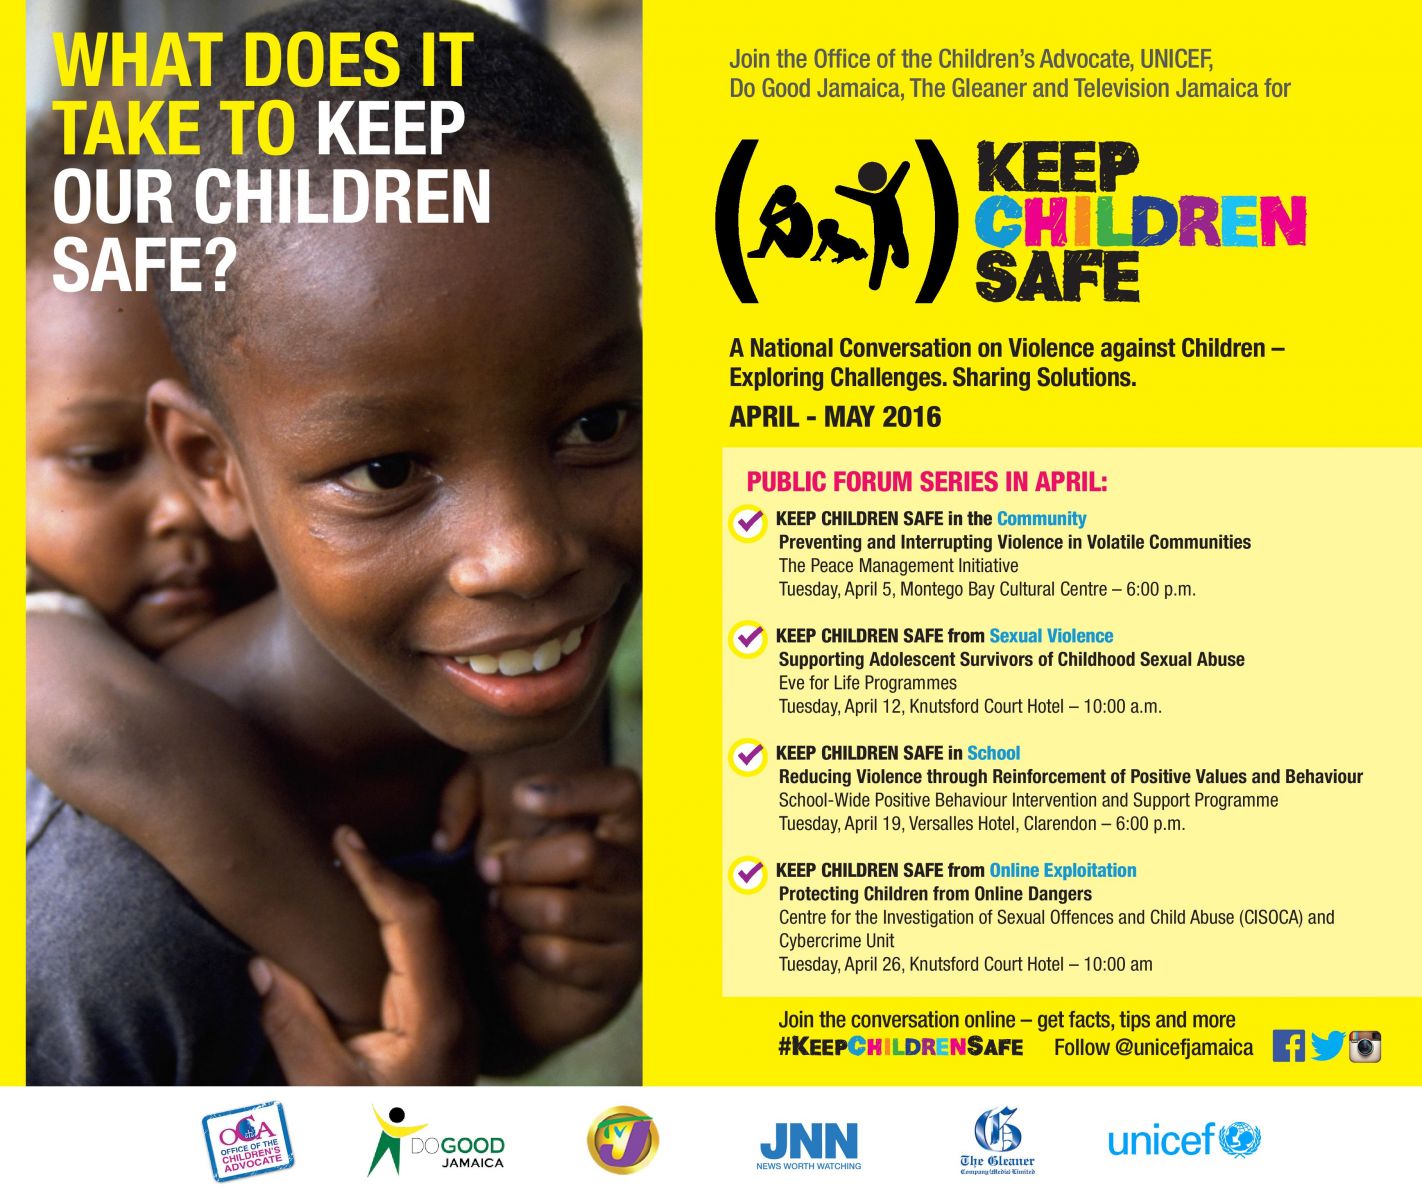 WHAT DOES IT
TAKE TO KEEP
OUR CHILDREN
SAFE?
Join the Office of the Children's Advocate, UNICEF,
Do Good Jamaica, The Gleaner and Television Jamaica for
KEEP
CHILDREN
SAFE
A National Conversation on Violence against Children –
Exploring Challenges. Sharing Solutions.
APRIL - MAY 2016
PUBLIC FORUM SERIES IN APRIL:
KEEP CHILDREN SAFE in the Community
Preventing and Interrupting Violence in Volatile Communities
The Peace Management Initiative
Tuesday, April 5, Montego Bay Cultural Centre – 6:00 p.m.
KEEP CHILDREN SAFE from Sexual Violence
Supporting Adolescent Survivors of Childhood Sexual Abuse
Eve for Life Programmes
Tuesday, April 12, Knutsford Court Hotel – 10:00 a.m.
KEEP CHILDREN SAFE in School
Reducing Violence through Reinforcement of Positive Values and Behaviour
School-Wide Positive Behaviour Intervention and Support Programme
Tuesday, April 19, Versalles Hotel, Clarendon – 6:00 p.m.
KEEP CHILDREN SAFE from Online Exploitation
Protecting Children from Online Dangers
Centre for the Investigation of Sexual Offences and Child Abuse (CISOCA) and
Cybercrime Unit
Tuesday, April 26, Knutsford Court Hotel – 10:00 am
Join the conversation online – get facts, tips and more
#KEEPCHILDRENSAFE Follow @unicefjamaica
OCA
OFFICE OF THE
CHILDREN'S
ADVOCATE
DOGOOD
JAMAICA
TVJ
JNN
NEWS WORTH WATCHING
G
The Gleaner
Company (Media) Limited
unicef